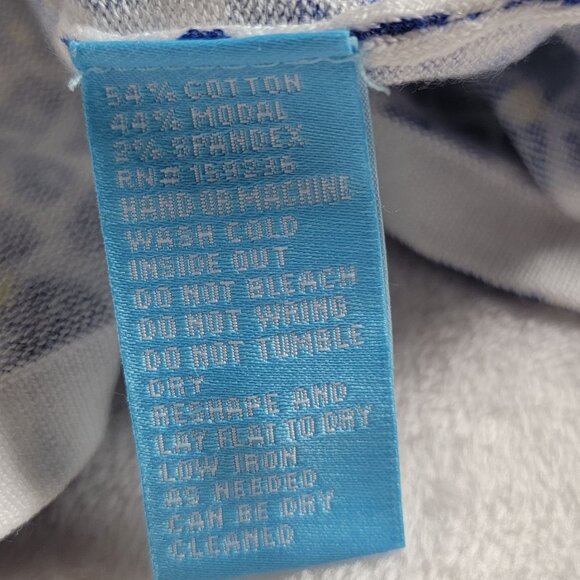 54% COTTON
44% MODAL
2% SPANDEX
RN# 159236
HAND OR MACHINE
WASH COLD
INSIDE OUT
DO NOT BLEACH
DO NOT WRING
DO NOT TUMBLE
DRY
RESHAPE AND
LAY FLAT TO DRY
LOW IRON
AS NEEDED
CAN BE DRY
CLEANED